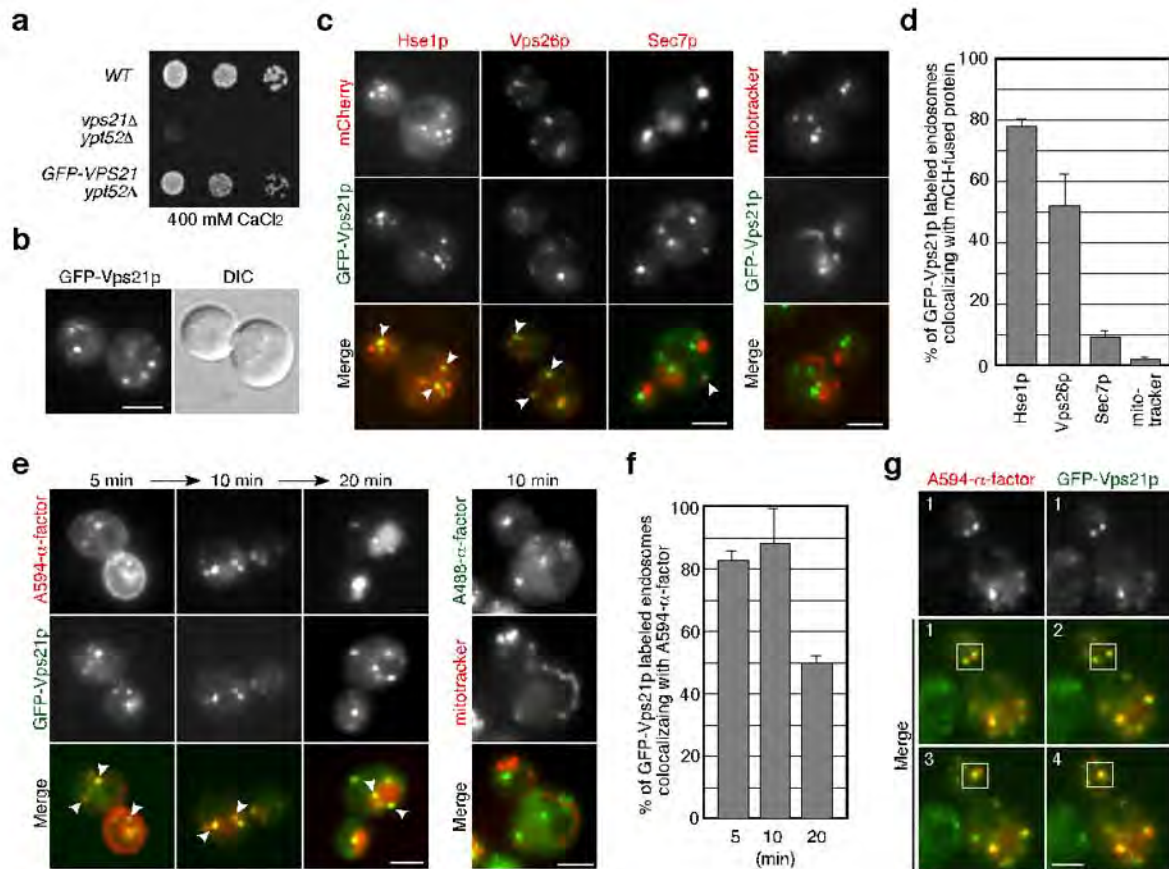 a
WT
vps21Δ
ypt52Δ
GFP-VPS21
ypt52Δ
400 mM CaCl2
b
GFP-Vps21p
DIC
c
Hse1p
Vps26p
Sec7p
mCherry
mitotracker
GFP-Vps21p
GFP-Vps21p
Merge
Merge
d
% of GFP-Vps21p labeled endosomes
colocalizing with mCH-fused protein
100
80
60
40
20
0
Hse1p
Vps26p
Sec7p
mito-
tracker
e
5 min
10 min
20 min
10 min
A594-α-factor
A488-α-factor
GFP-Vps21p
mitotracker
Merge
Merge
f
% of GFP-Vps21p labeled endosomes
colocalizaing with A594-α-factor
100
80
60
40
20
0
5
10
20
(min)
g
A594-α-factor
GFP-Vps21p
1
1
Merge
1
2
3
4